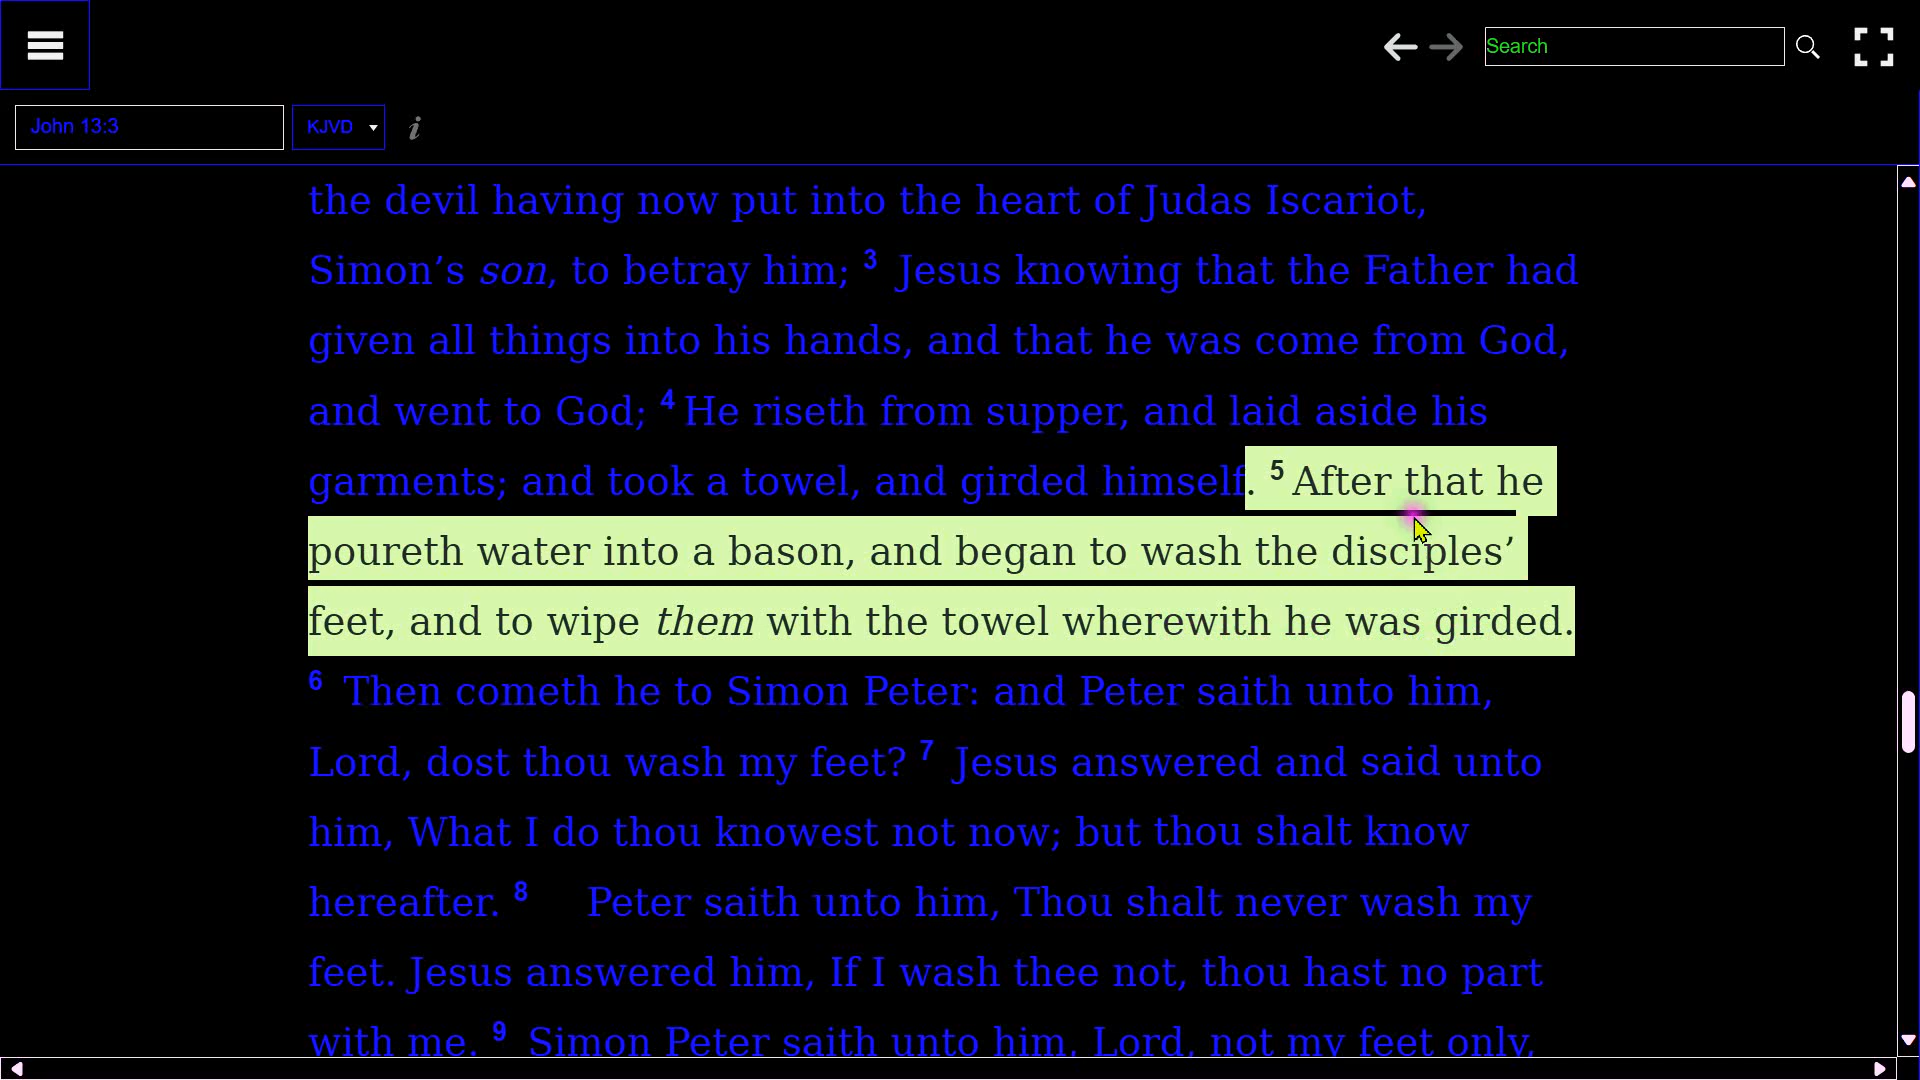 Search
John 13:3
KJVD
i
the devil having now put into the heart of Judas Iscariot,
Simon’s son, to betray him; 3 Jesus knowing that the Father had
given all things into his hands, and that he was come from God,
and went to God; 4 He riseth from supper, and laid aside his
garments; and took a towel, and girded himself. 5 After that he
poureth water into a bason, and began to wash the disciples’
feet, and to wipe them with the towel wherewith he was girded.
6 Then cometh he to Simon Peter: and Peter saith unto him,
Lord, dost thou wash my feet? 7 Jesus answered and said unto
him, What I do thou knowest not now; but thou shalt know
hereafter. 8 Peter saith unto him, Thou shalt never wash my
feet. Jesus answered him, If I wash thee not, thou hast no part
with me. 9 Simon Peter saith unto him, Lord, not my feet only,